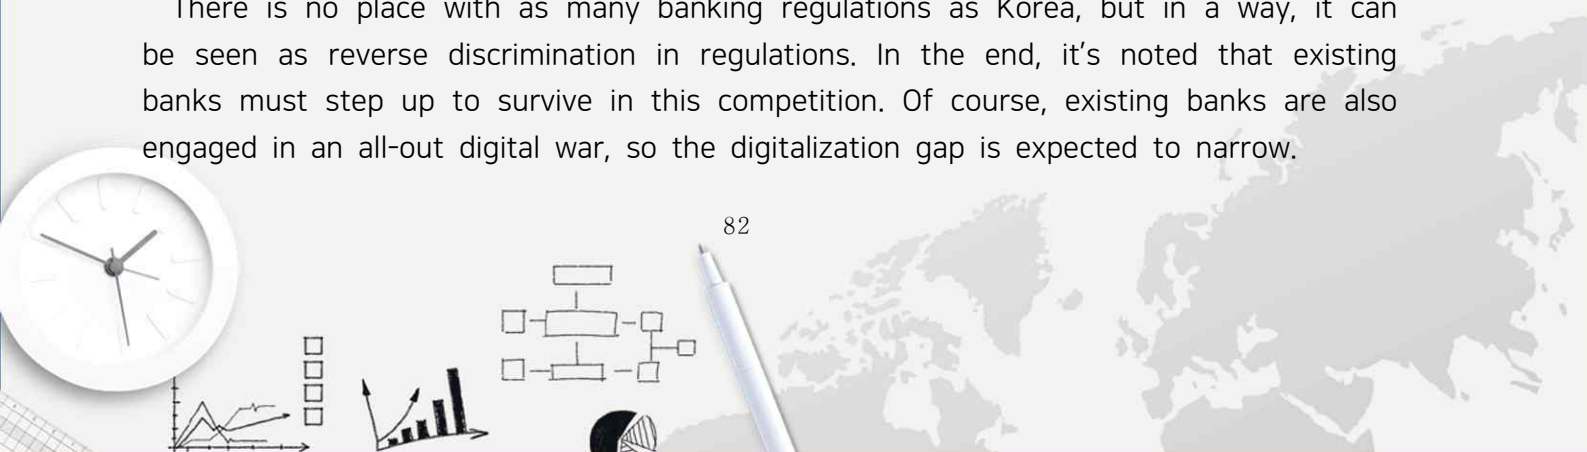 There is no place with as many banking regulations as Korea, but in a way, it can
be seen as reverse discrimination in regulations. In the end, it's noted that existing
banks must step up to survive in this competition. Of course, existing banks are also
engaged in an all-out digital war, so the digitalization gap is expected to narrow.
82